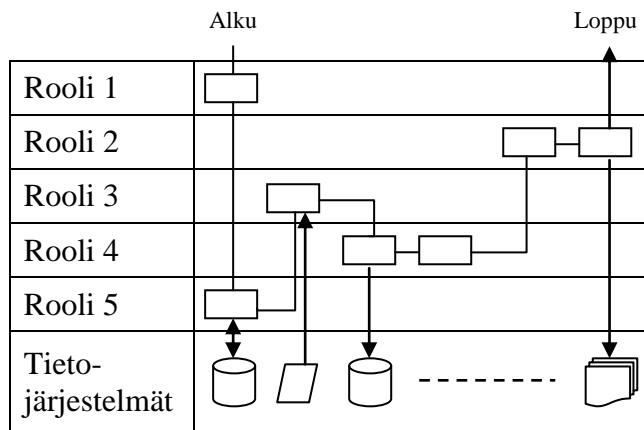 Alku
Loppu
Rooli 1
Rooli 2
Rooli 3
Rooli 4
Rooli 5
Tieto-
järjestelmät